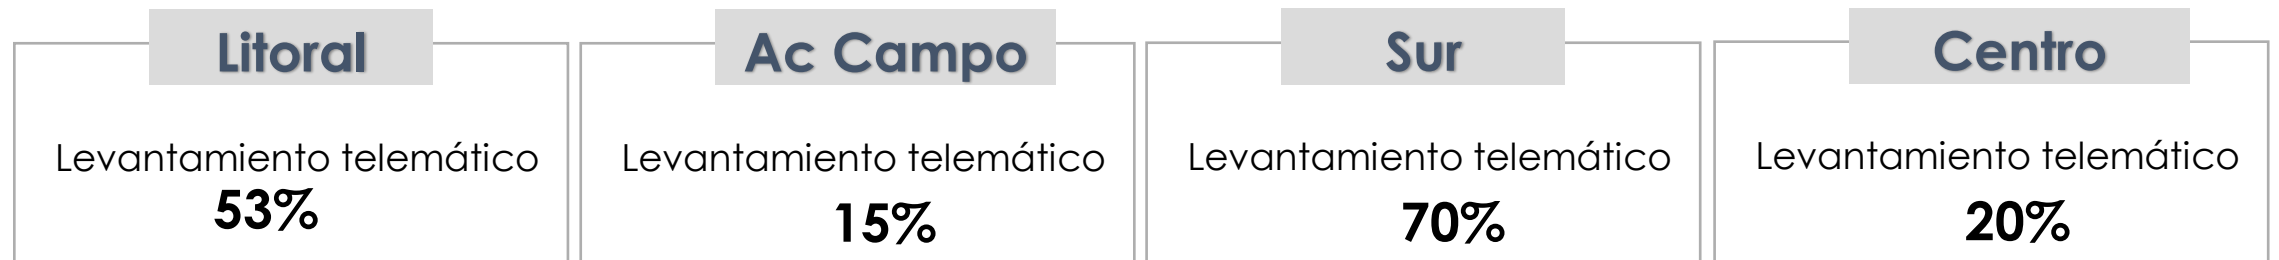 Litoral
Levantamiento telemático
53%
Ac Campo
Levantamiento telemático
15%
Sur
Levantamiento telemático
70%
Centro
Levantamiento telemático
20%